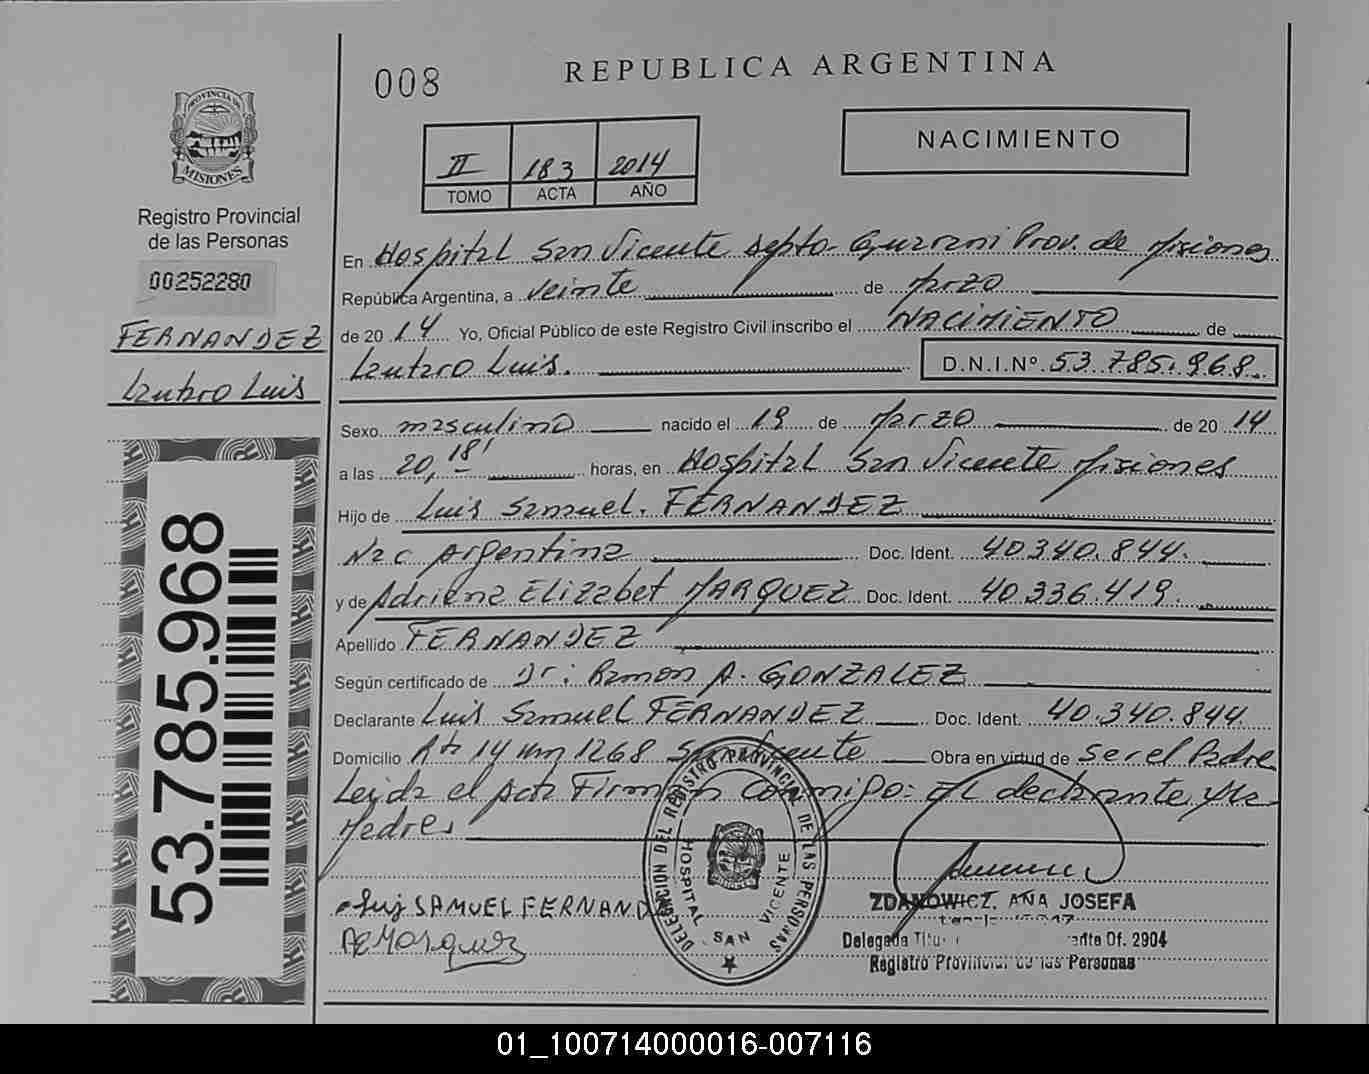 008
REPUBLICA ARGENTINA
PROVINCIA DE
MISIONES
Registro Provincial
de las Personas
00252280
FERNANDEZ
Lautaro Luis
53.785.968
II 183 2014
TOMO ACTA AÑO
NACIMIENTO
En Hospital San Vicente Depto. Guarani Prov. de Misiones
República Argentina, a veinte de Marzo
de 2014 Yo, Oficial Público de este Registro Civil inscribo el NACIMIENTO de
Lautaro Luis. D.N.I.Nº 53.785.968
Sexo masculino nacido el 19 de Marzo de 2014
a las 20,18' horas, en Hospital San Vicente Misiones
Hijo de Luis Samuel. FERNANDEZ
Nac Argentina Doc. Ident. 40.340.844.
y de Adriana Elizabet MARQUEZ Doc. Ident. 40.336.419.
Apellido FERNANDEZ
Según certificado de Dr: Ramon A. GONZALEZ
Declarante Luis Samuel FERNANDEZ Doc. Ident. 40.340.844
Domicilio Rta 14 Km 1268 San Vicente Obra en virtud de ser el Padre
Leida el Acta Firman conmigo: El declarante y la
Madre
DELEGACION DEL REGISTRO PROVINCIAL DE LAS PERSONAS
HOSPITAL SAN VICENTE
Luis SAMUEL FERNAND
AE Marquez
ZDANOWICZ, ANA JOSEFA
Delegada Of. 2904
Registro Provincial de las Personas
01_100714000016-007116